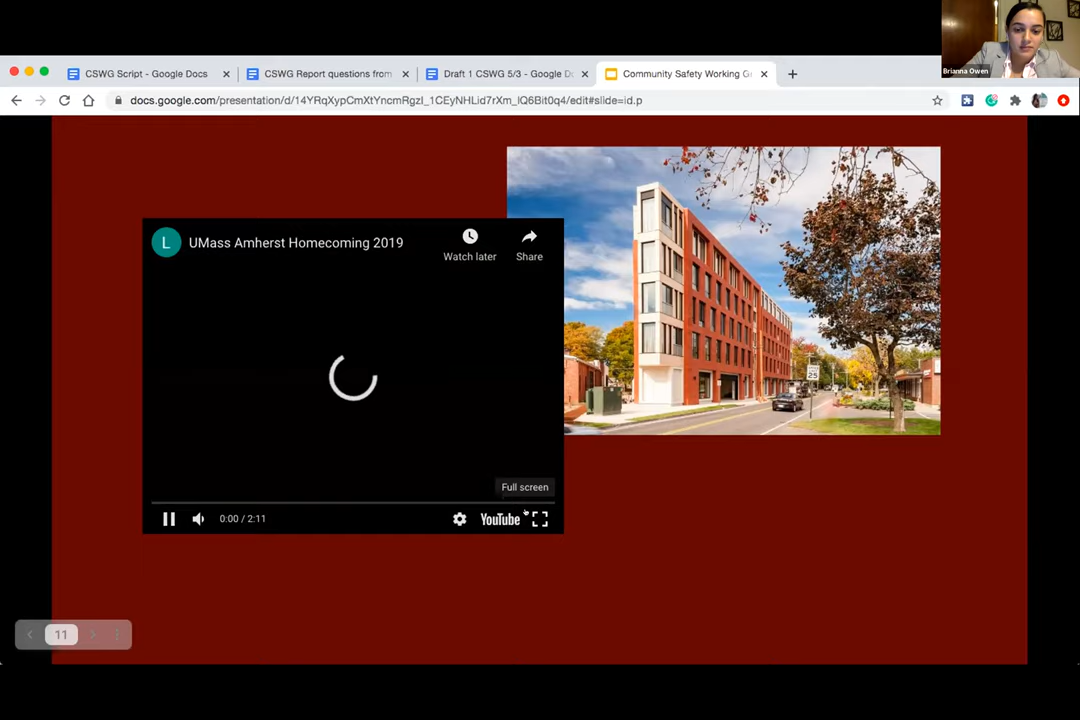 Brianna Owen
CSWG Script - Google Docs
CSWG Report questions from
Draft 1 CSWG 5/3 - Google Do
Community Safety Working Gr
docs.google.com/presentation/d/14YRqXypCmXtYncmRgzI_1CEyNHLid7rXm_lQ6Bit0q4/edit#slide=id.p
L
UMass Amherst Homecoming 2019
Watch later
Share
25
Full screen
0:00 / 2:11
YouTube
11